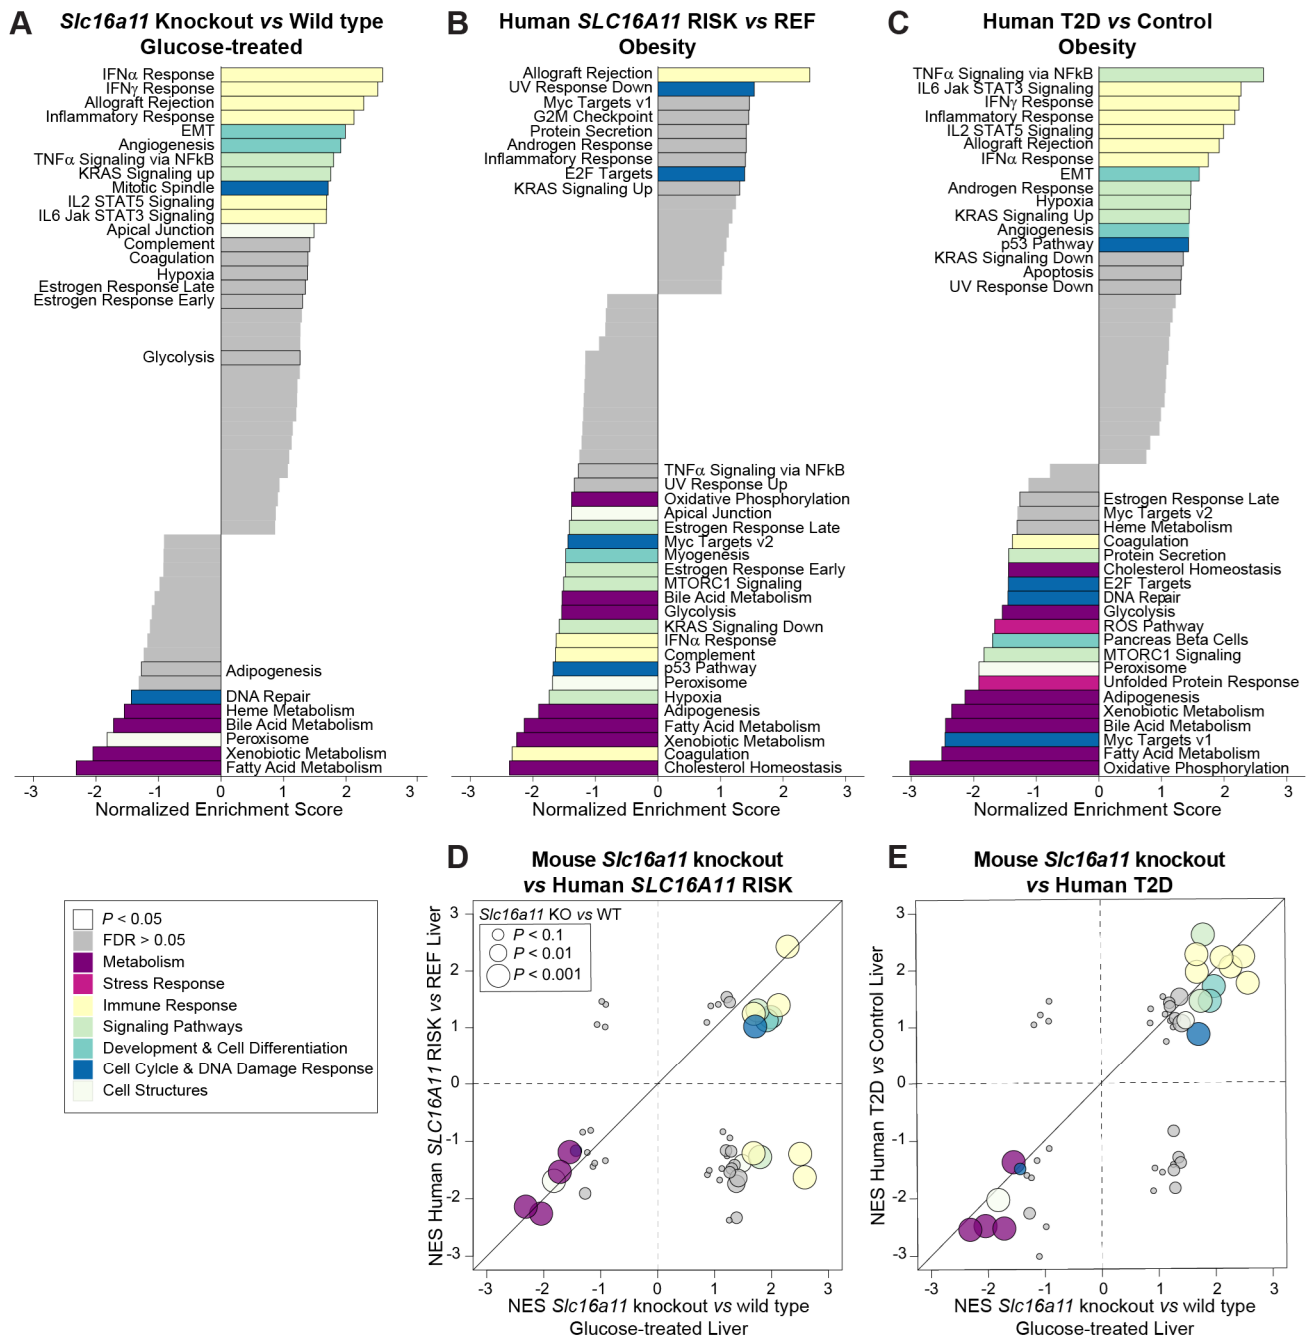 A
Slc16a11 Knockout vs Wild type
Glucose-treated
IFNα Response
IFNγ Response
Allograft Rejection
Inflammatory Response
EMT
Angiogenesis
TNFα Signaling via NFkB
KRAS Signaling up
Mitotic Spindle
IL2 STAT5 Signaling
IL6 Jak STAT3 Signaling
Apical Junction
Complement
Coagulation
Hypoxia
Estrogen Response Late
Estrogen Response Early
Glycolysis
Adipogenesis
DNA Repair
Heme Metabolism
Bile Acid Metabolism
Peroxisome
Xenobiotic Metabolism
Fatty Acid Metabolism
-3 -2 -1 0 1 2 3
Normalized Enrichment Score
B
Human SLC16A11 RISK vs REF
Obesity
Allograft Rejection
UV Response Down
Myc Targets v1
G2M Checkpoint
Protein Secretion
Androgen Response
Inflammatory Response
E2F Targets
KRAS Signaling Up
TNFα Signaling via NFkB
UV Response Up
Oxidative Phosphorylation
Apical Junction
Estrogen Response Late
Myc Targets v2
Myogenesis
Estrogen Response Early
MTORC1 Signaling
Bile Acid Metabolism
Glycolysis
KRAS Signaling Down
IFNα Response
Complement
p53 Pathway
Peroxisome
Hypoxia
Adipogenesis
Fatty Acid Metabolism
Xenobiotic Metabolism
Coagulation
Cholesterol Homeostasis
-3 -2 -1 0 1 2 3
Normalized Enrichment Score
C
Human T2D vs Control
Obesity
TNFα Signaling via NFkB
IL6 Jak STAT3 Signaling
IFNγ Response
Inflammatory Response
IL2 STAT5 Signaling
Allograft Rejection
IFNα Response
EMT
Androgen Response
Hypoxia
KRAS Signaling Up
Angiogenesis
p53 Pathway
KRAS Signaling Down
Apoptosis
UV Response Down
Estrogen Response Late
Myc Targets v2
Heme Metabolism
Coagulation
Protein Secretion
Cholesterol Homeostasis
E2F Targets
DNA Repair
Glycolysis
ROS Pathway
Pancreas Beta Cells
MTORC1 Signaling
Peroxisome
Unfolded Protein Response
Adipogenesis
Xenobiotic Metabolism
Bile Acid Metabolism
Myc Targets v1
Fatty Acid Metabolism
Oxidative Phosphorylation
-3 -2 -1 0 1 2 3
Normalized Enrichment Score
P < 0.05
FDR > 0.05
Metabolism
Stress Response
Immune Response
Signaling Pathways
Development & Cell Differentiation
Cell Cylcle & DNA Damage Response
Cell Structures
D
Mouse Slc16a11 knockout
vs Human SLC16A11 RISK
Slc16a11 KO vs WT
P < 0.1
P < 0.01
P < 0.001
NES Human SLC16A11 RISK vs REF Liver
3
2
1
0
-1
-2
-3
-3 -2 -1 0 1 2 3
NES Slc16a11 knockout vs wild type
Glucose-treated Liver
E
Mouse Slc16a11 knockout
vs Human T2D
NES Human T2D vs Control Liver
3
2
1
0
-1
-2
-3
-3 -2 -1 0 1 2 3
NES Slc16a11 knockout vs wild type
Glucose-treated Liver